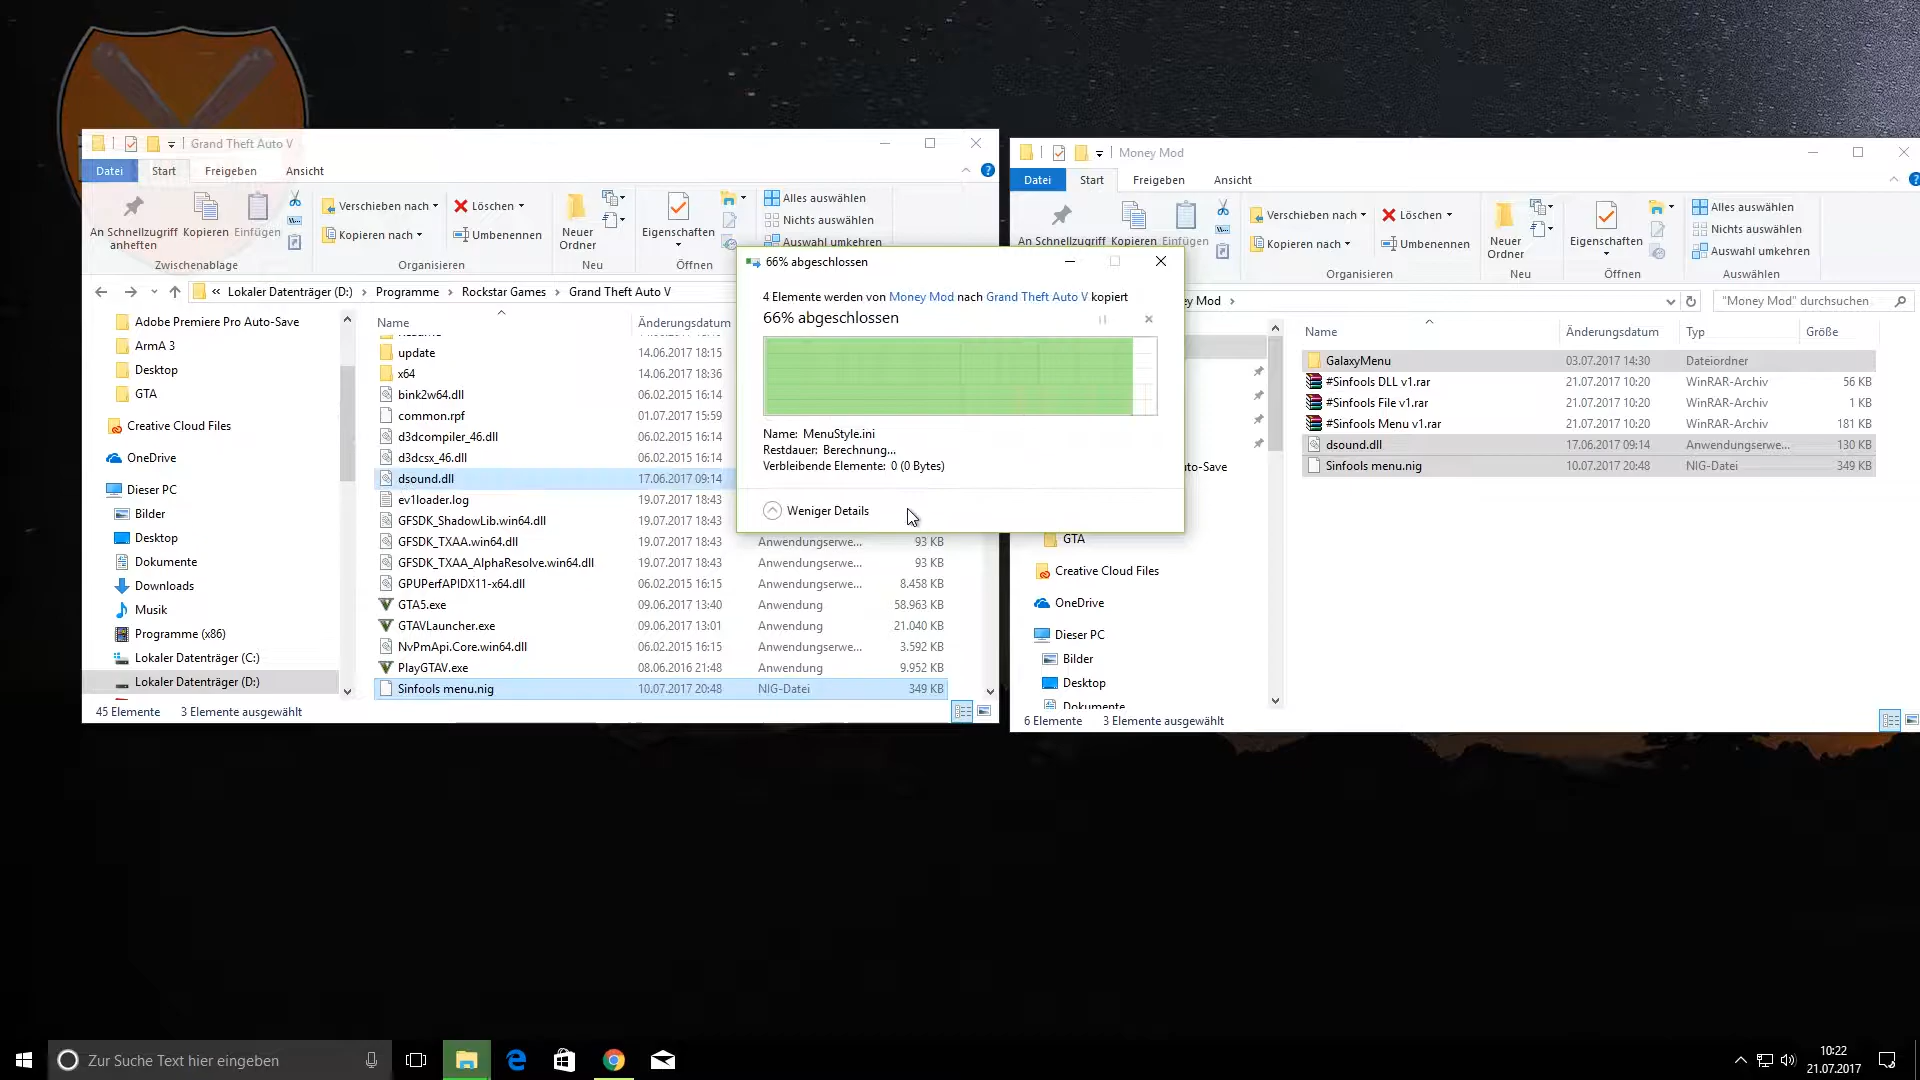 Grand Theft Auto V
Datei
Start
Freigeben
Ansicht
An Schnellzugriff
anheften
Kopieren
Einfügen
Zwischenablage
Verschieben nach
Kopieren nach
Löschen
Umbenennen
Organisieren
Neuer
Ordner
Neu
Eigenschaften
Öffnen
Alles auswählen
Nichts auswählen
Auswahl umkehren
« Lokaler Datenträger (D:) > Programme > Rockstar Games > Grand Theft Auto V
Adobe Premiere Pro Auto-Save
ArmA 3
Desktop
GTA
Creative Cloud Files
OneDrive
Dieser PC
Bilder
Desktop
Dokumente
Downloads
Musik
Programme (x86)
Lokaler Datenträger (C:)
Lokaler Datenträger (D:)
Name Änderungsdatum
update 14.06.2017 18:15
x64 14.06.2017 18:36
bink2w64.dll 06.02.2015 16:14
common.rpf 01.07.2017 15:59
d3dcompiler_46.dll 06.02.2015 16:14
d3dcsx_46.dll 06.02.2015 16:14
dsound.dll 17.06.2017 09:14
ev1loader.log 19.07.2017 18:43
GFSDK_ShadowLib.win64.dll 19.07.2017 18:43
GFSDK_TXAA.win64.dll 19.07.2017 18:43 Anwendungserwe... 93 KB
GFSDK_TXAA_AlphaResolve.win64.dll 19.07.2017 18:43 Anwendungserwe... 93 KB
GPUPerfAPIDX11-x64.dll 06.02.2015 16:15 Anwendungserwe... 8.458 KB
GTA5.exe 09.06.2017 13:40 Anwendung 58.963 KB
GTAVLauncher.exe 09.06.2017 13:01 Anwendung 21.040 KB
NvPmApi.Core.win64.dll 06.02.2015 16:15 Anwendungserwe... 3.592 KB
PlayGTAV.exe 08.06.2016 21:48 Anwendung 9.952 KB
Sinfools menu.nig 10.07.2017 20:48 NIG-Datei 349 KB
45 Elemente 3 Elemente ausgewählt
66% abgeschlossen
4 Elemente werden von Money Mod nach Grand Theft Auto V kopiert
66% abgeschlossen
Name: MenuStyle.ini
Restdauer: Berechnung...
Verbleibende Elemente: 0 (0 Bytes)
Weniger Details
Money Mod
Datei
Start
Freigeben
Ansicht
An Schnellzugriff
Kopieren
Einfügen
Verschieben nach
Kopieren nach
Löschen
Umbenennen
Organisieren
Neuer
Ordner
Neu
Eigenschaften
Öffnen
Alles auswählen
Nichts auswählen
Auswahl umkehren
Auswählen
ey Mod >
"Money Mod" durchsuchen
Name Änderungsdatum Typ Größe
GalaxyMenu 03.07.2017 14:30 Dateiordner
#Sinfools DLL v1.rar 21.07.2017 10:20 WinRAR-Archiv 56 KB
#Sinfools File v1.rar 21.07.2017 10:20 WinRAR-Archiv 1 KB
#Sinfools Menu v1.rar 21.07.2017 10:20 WinRAR-Archiv 181 KB
dsound.dll 17.06.2017 09:14 Anwendungserwe... 130 KB
Sinfools menu.nig 10.07.2017 20:48 NIG-Datei 349 KB
uto-Save
GTA
Creative Cloud Files
OneDrive
Dieser PC
Bilder
Desktop
Dokumente
6 Elemente 3 Elemente ausgewählt
Zur Suche Text hier eingeben
10:22
21.07.2017